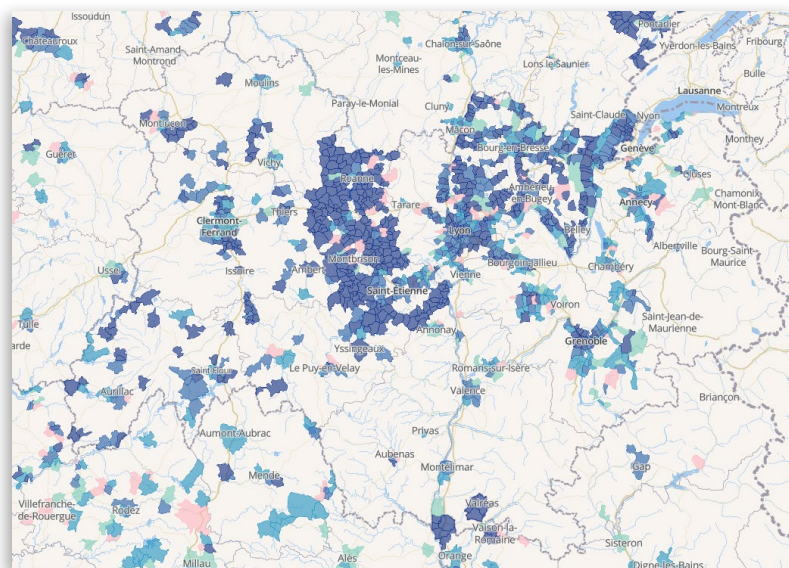 Issoudun
Pontarlier
Châteauroux
Saint-Amand
Montrond
Montceau
les-Mines
Chalon-sur-Saône
Yverdon-les-Bains
Fribourg
Lons le Saunier
Bulle
Moulins
Paray-le-Monial
Cluny
Lausanne
Saint-Claude
Nyon
Montreux
Montluçon
Mâcon
Bourg-en-Bresse
Genève
Monthey
Guéret
Vichy
Roanne
Cluses
Chamonix
Mont-Blanc
Ambérieu
en-Bugey
Annecy
Thiers
Tarare
Clermont-
Ferrand
Lyon
Belley
Albertville
Bourg-Saint-
Maurice
Ussel
Issoire
Ambert
Montbrison
Bourgoin-Jallieu
Chambéry
Vienne
Saint-Étienne
Tulle
Voiron
Saint-Jean-de-
Maurienne
arde
Annonay
Yssingeaux
Grenoble
Saint-Flour
Le Puy-en-Velay
Romans-sur-Isère
Aurillac
Valence
Briançon
Privas
Aumont-Aubrac
Aubenas
Mende
Montélimar
Gap
Villefranche-
de-Rouergue
Rodez
Valréas
Vaison-la-
Romaine
Sisteron
Millau
Alès
Orange
Digne-les-Bains